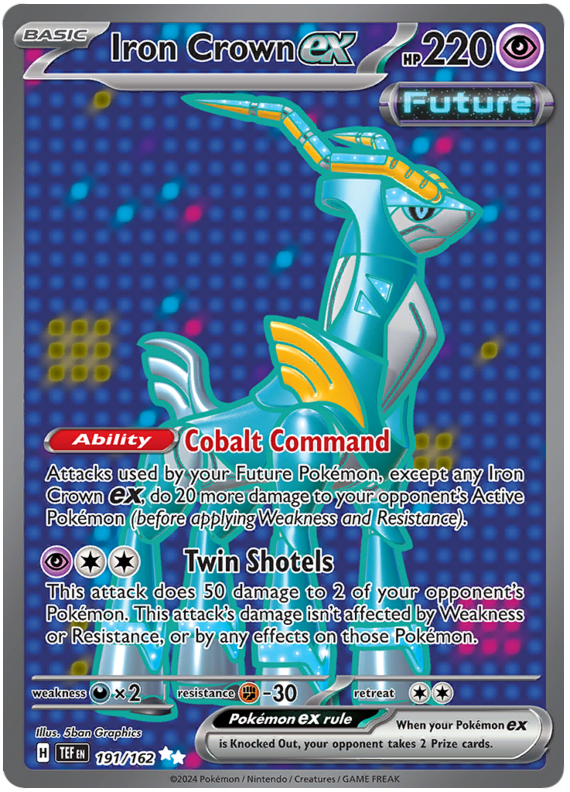 BASIC
Iron Crown ex HP 220
Future
Ability Cobalt Command
Attacks used by your Future Pokémon, except any Iron
Crown ex, do 20 more damage to your opponent's Active
Pokémon (before applying Weakness and Resistance).
Twin Shotels
This attack does 50 damage to 2 of your opponent's
Pokémon. This attack's damage isn't affected by Weakness
or Resistance, or by any effects on those Pokémon.
weakness ×2 resistance -30 retreat
Illus. 5ban Graphics
Pokémon ex rule
When your Pokémon ex
is Knocked Out, your opponent takes 2 Prize cards.
H TEF EN 191/162
©2024 Pokémon / Nintendo / Creatures / GAME FREAK